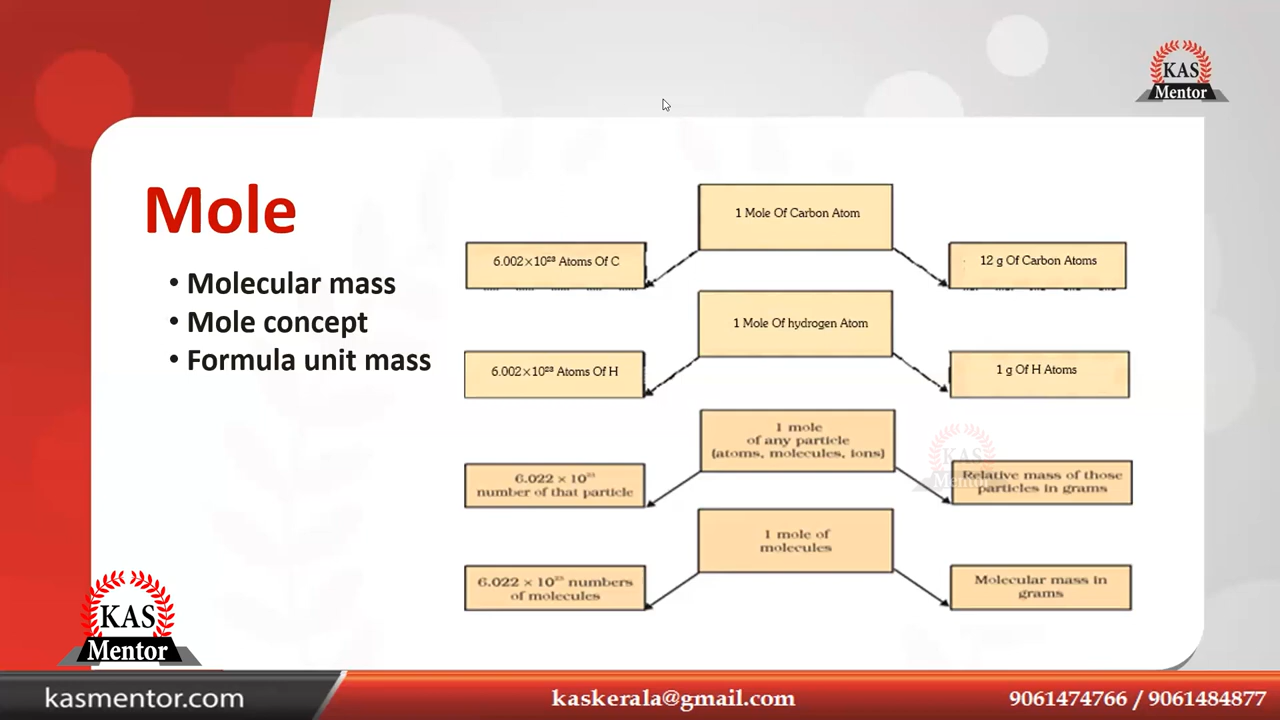 KAS
Mentor
Mole
• Molecular mass
• Mole concept
• Formula unit mass
1 Mole Of Carbon Atom
6.002×10²³ Atoms Of C
12 g Of Carbon Atoms
1 Mole Of hydrogen Atom
6.002×10²³ Atoms Of H
1 g Of H Atoms
1 mole
of any particle
(atoms, molecules, ions)
6.022 × 10²³
number of that particle
Relative mass of those
particles in grams
1 mole of
molecules
6.022 × 10²³ numbers
of molecules
Molecular mass in
grams
KAS
Mentor
KAS
Mentor
kasmentor.com
kaskerala@gmail.com
9061474766 / 9061484877